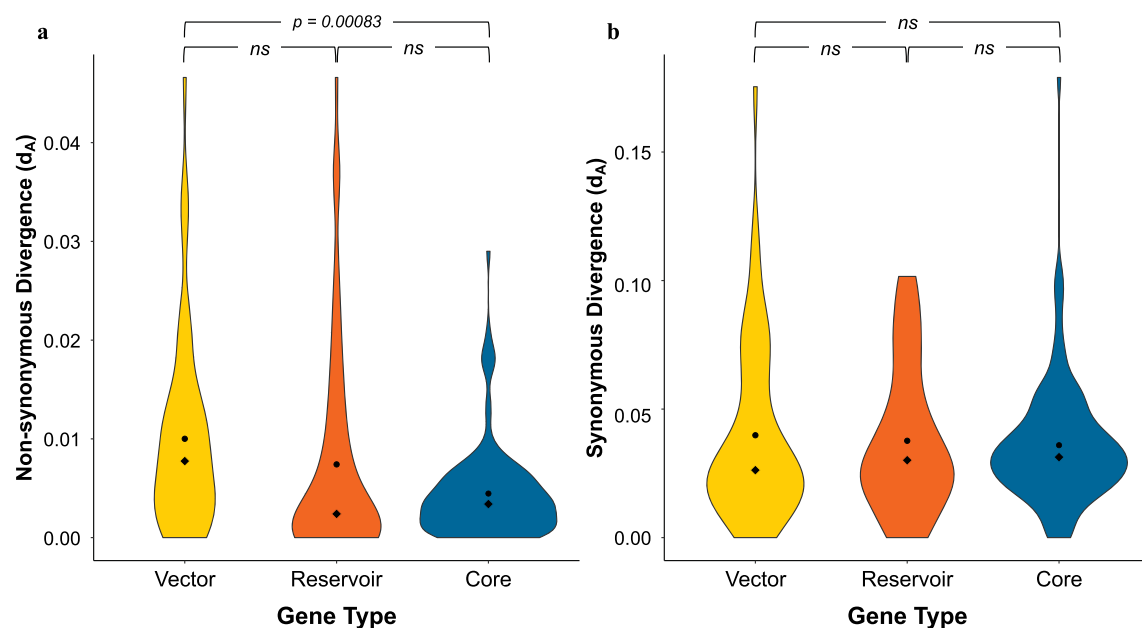 a
p = 0.00083
ns
ns
Non-synonymous Divergence (dA)
0.04
0.03
0.02
0.01
0.00
Vector
Reservoir
Core
Gene Type
b
ns
ns
ns
Synonymous Divergence (dA)
0.15
0.10
0.05
0.00
Vector
Reservoir
Core
Gene Type